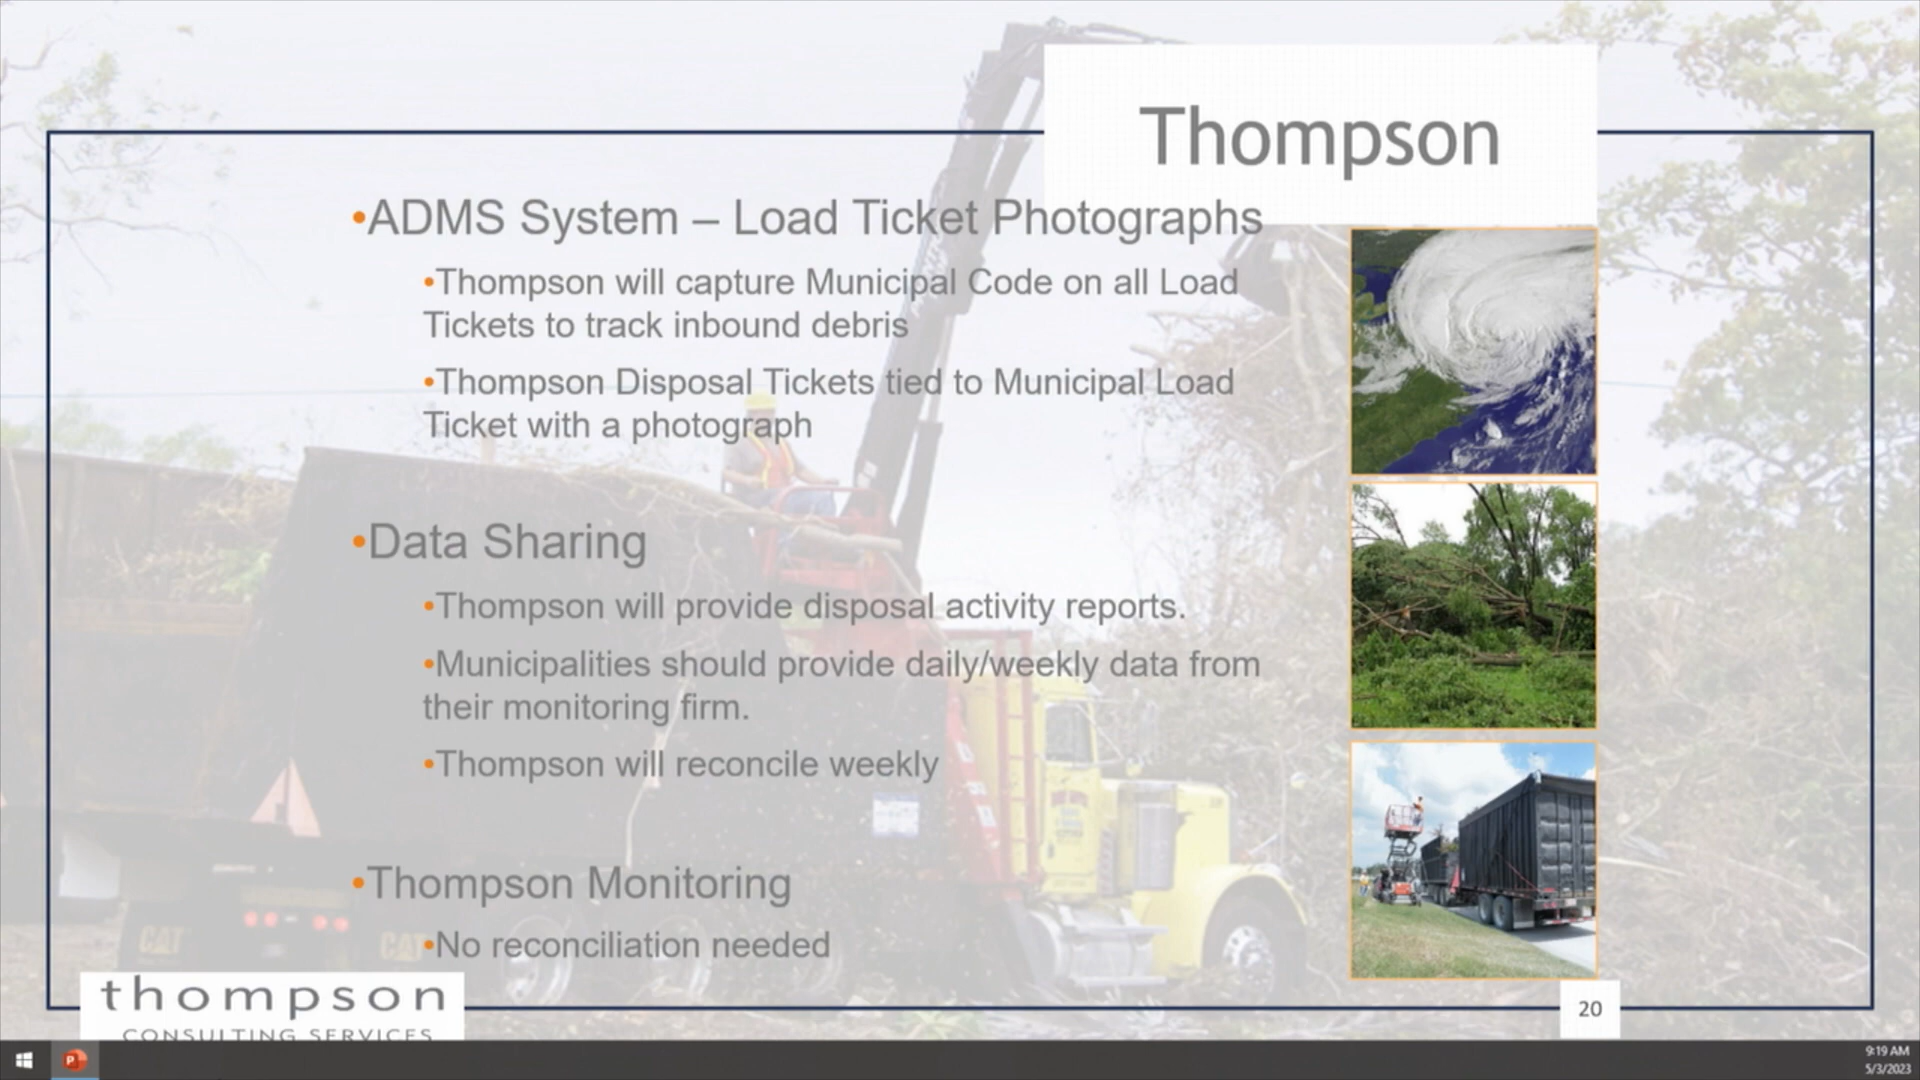 Thompson
•ADMS System – Load Ticket Photographs
•Thompson will capture Municipal Code on all Load
Tickets to track inbound debris
•Thompson Disposal Tickets tied to Municipal Load
Ticket with a photograph
•Data Sharing
•Thompson will provide disposal activity reports.
•Municipalities should provide daily/weekly data from
their monitoring firm.
•Thompson will reconcile weekly
•Thompson Monitoring
•No reconciliation needed
CAT
CAT
thompson
CONSULTING SERVICES
20
9:19 AM
5/3/2023